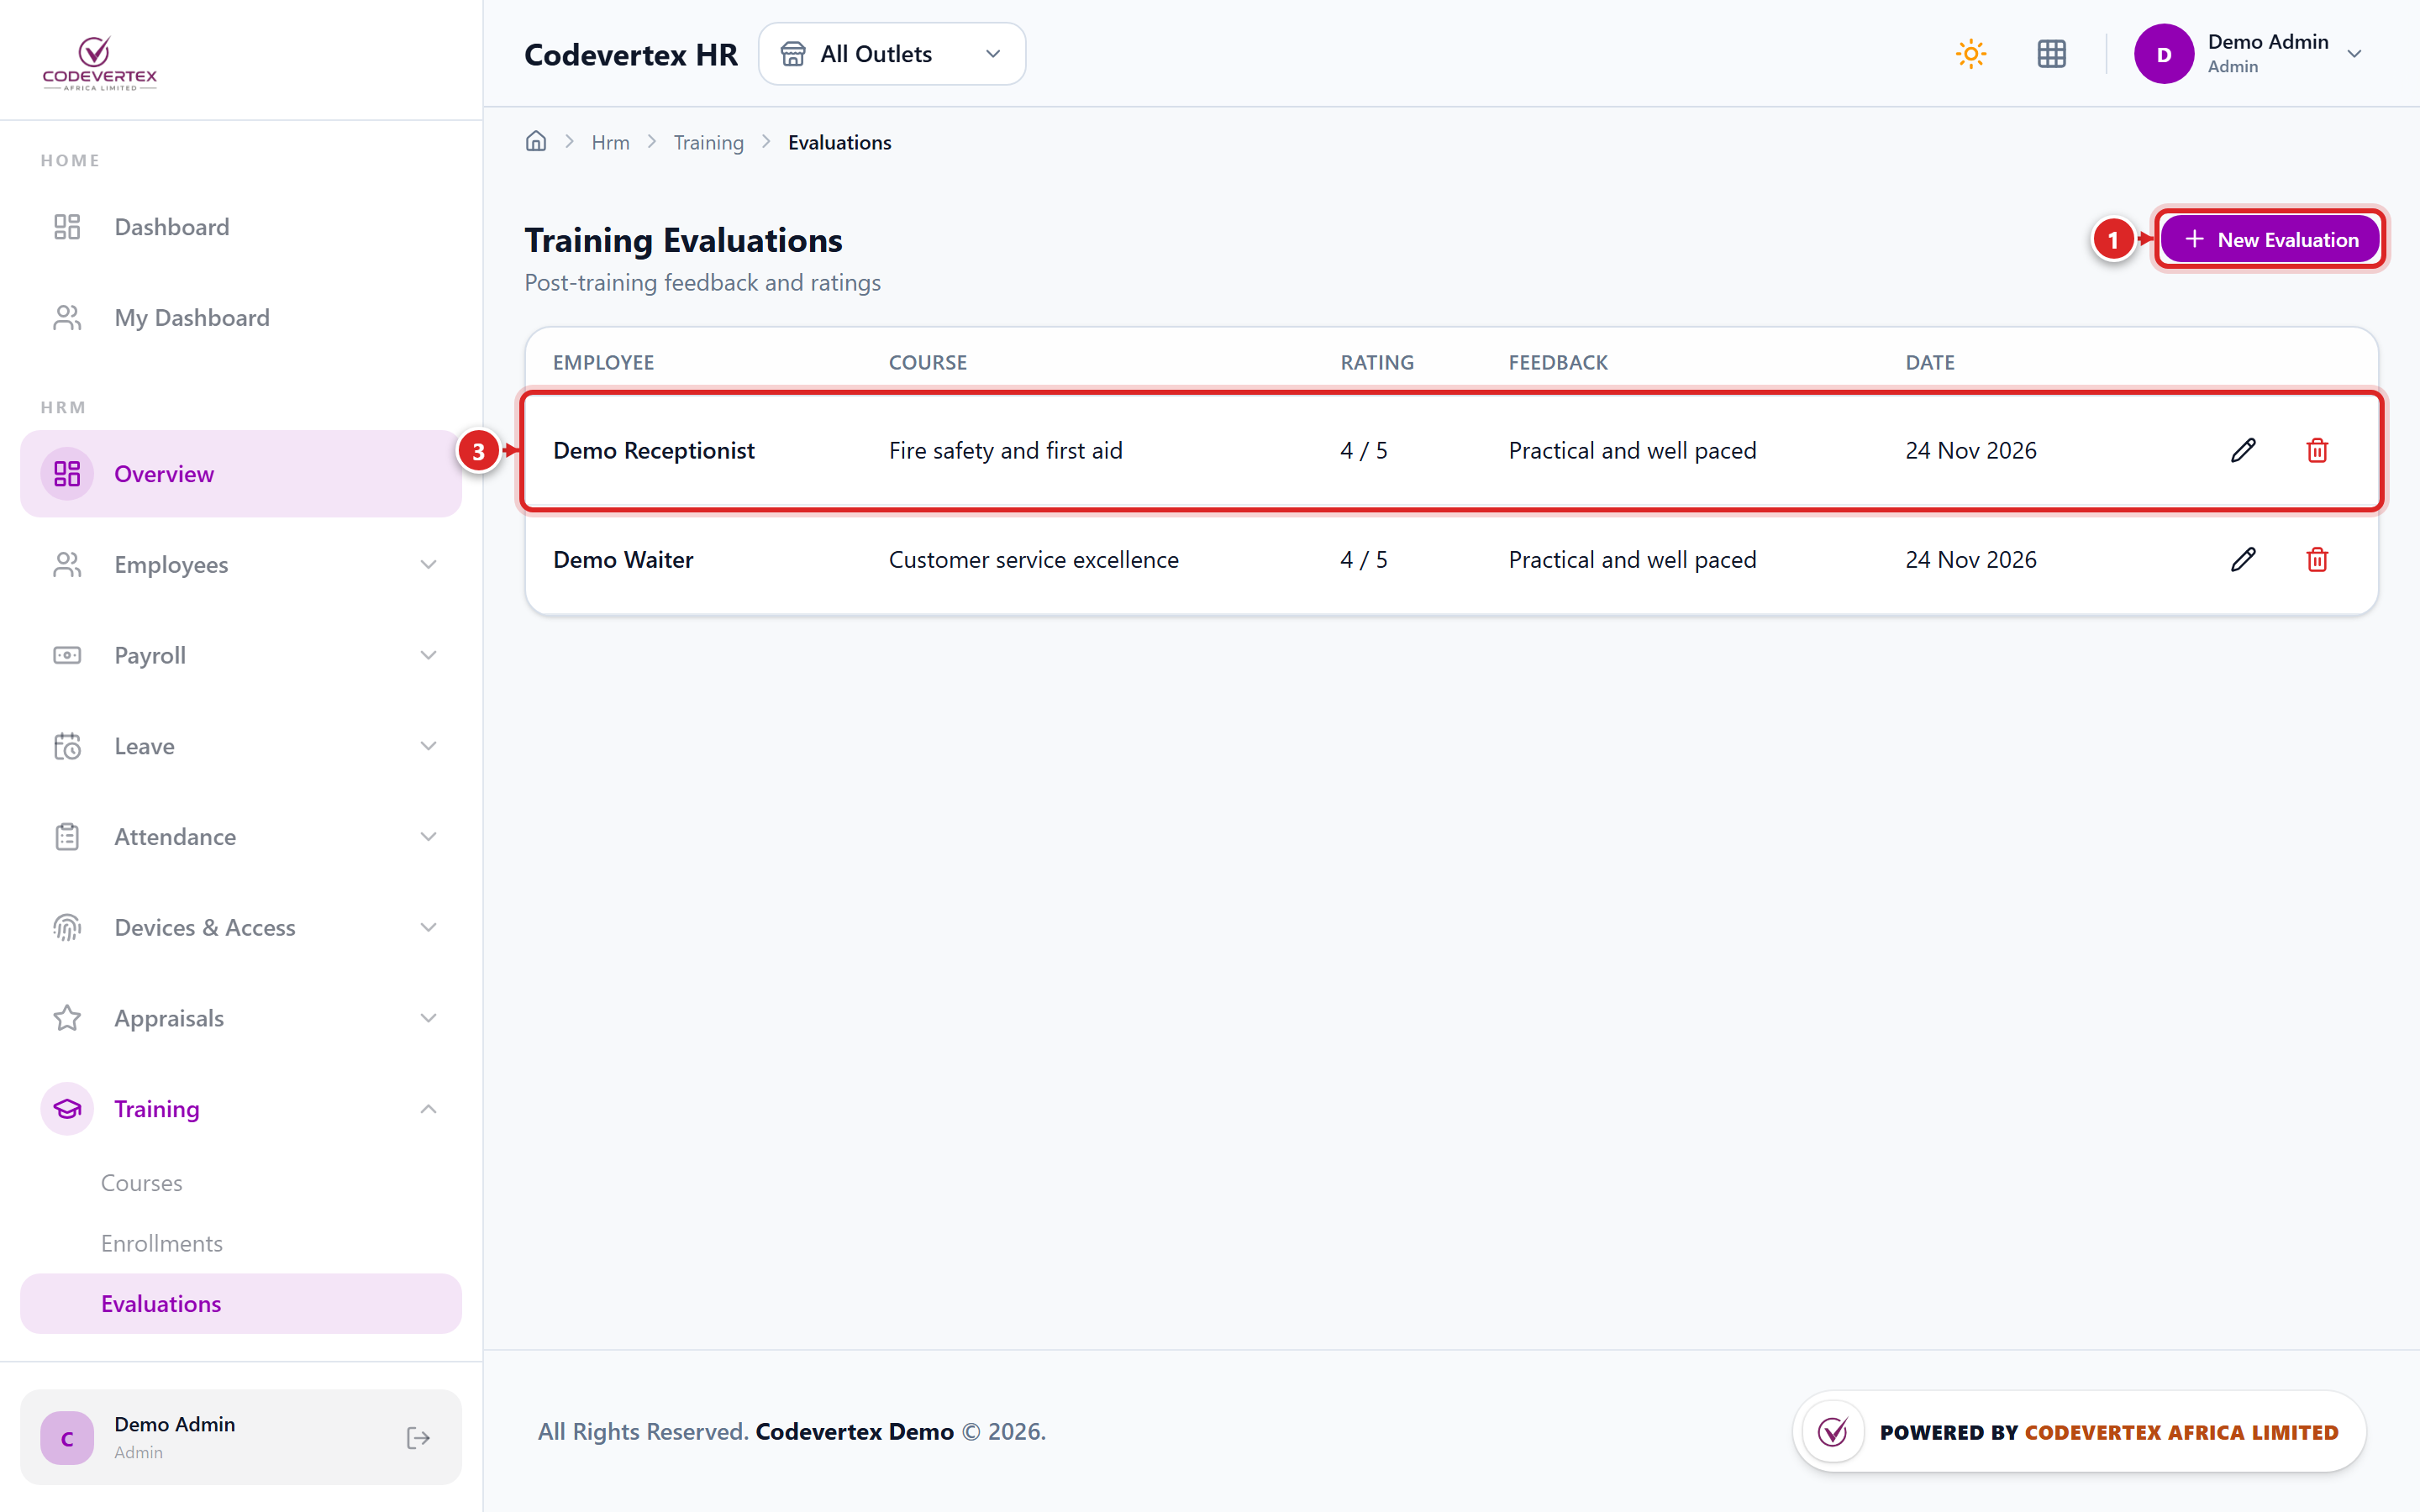 CODEVERTEX
AFRICA LIMITED
HOME
Dashboard
My Dashboard
HRM
Overview
Employees
Payroll
Leave
Attendance
Devices & Access
Appraisals
Training
Courses
Enrollments
Evaluations
C
Demo Admin
Admin
Codevertex HR
All Outlets
D
Demo Admin
Admin
Hrm
Training
Evaluations
Training Evaluations
Post-training feedback and ratings
1
+ New Evaluation
EMPLOYEE COURSE RATING FEEDBACK DATE
3
Demo Receptionist Fire safety and first aid 4 / 5 Practical and well paced 24 Nov 2026
Demo Waiter Customer service excellence 4 / 5 Practical and well paced 24 Nov 2026
All Rights Reserved. Codevertex Demo © 2026.
POWERED BY CODEVERTEX AFRICA LIMITED